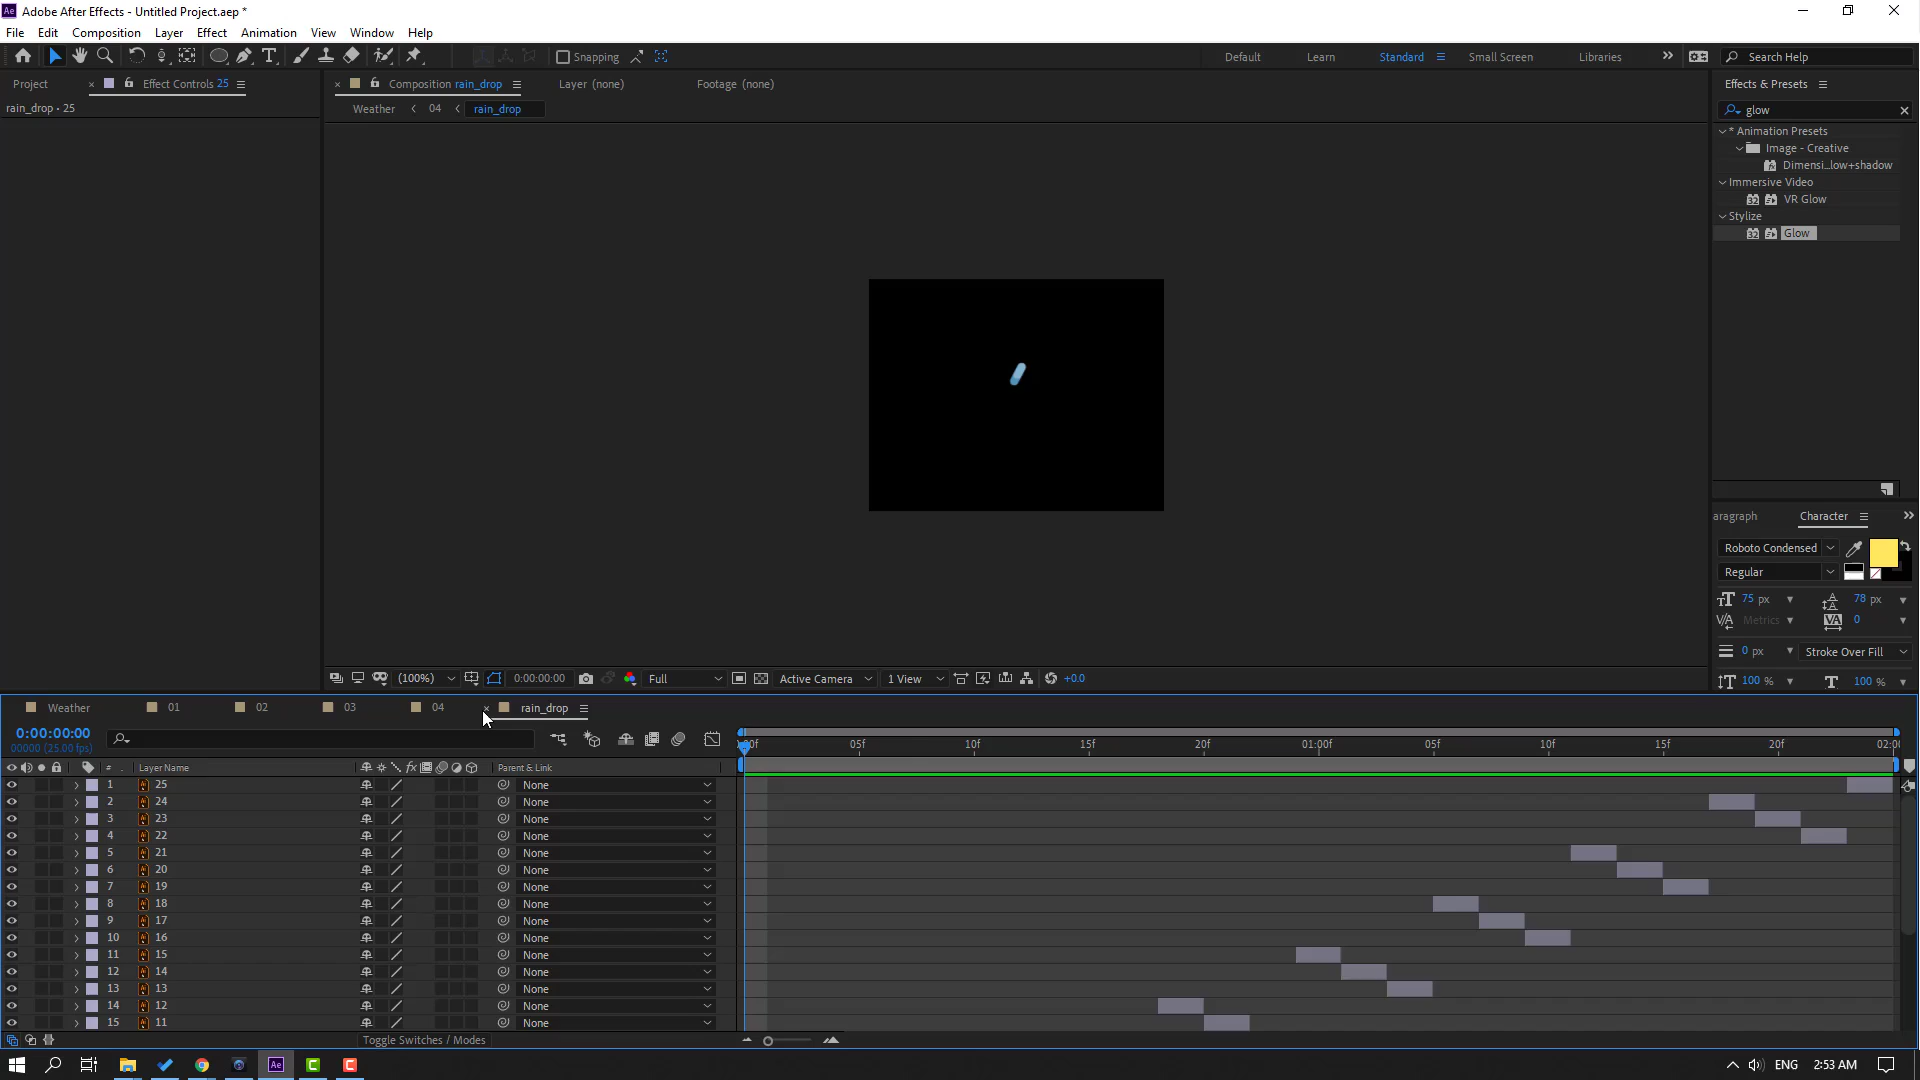 Adobe After Effects - Untitled Project.aep *
File Edit Composition Layer Effect Animation View Window Help
Snapping Default Learn Standard Small Screen Libraries Search Help
Project Effect Controls 25 Composition rain_drop Layer (none) Footage (none) Effects & Presets
rain_drop • 25 Weather 04 rain_drop glow
* Animation Presets
Image - Creative
Dimensi...low+shadow
Immersive Video
VR Glow
Stylize
Glow
aragraph Character
Roboto Condensed
Regular
75 px 78 px
Metrics 0
0 px Stroke Over Fill
100 % 100 %
(100%) 0:00:00:00 Full Active Camera 1 View +0.0
Weather 01 02 03 04 rain_drop
0:00:00:00
00000 (25.00 fps)
05f 10f 15f 20f 01:00f 05f 10f 15f 20f
# Layer Name Parent & Link
1 25 None
2 24 None
3 23 None
4 22 None
5 21 None
6 20 None
7 19 None
8 18 None
9 17 None
10 16 None
11 15 None
12 14 None
13 13 None
14 12 None
15 11 None
Toggle Switches / Modes
ENG 2:53 AM